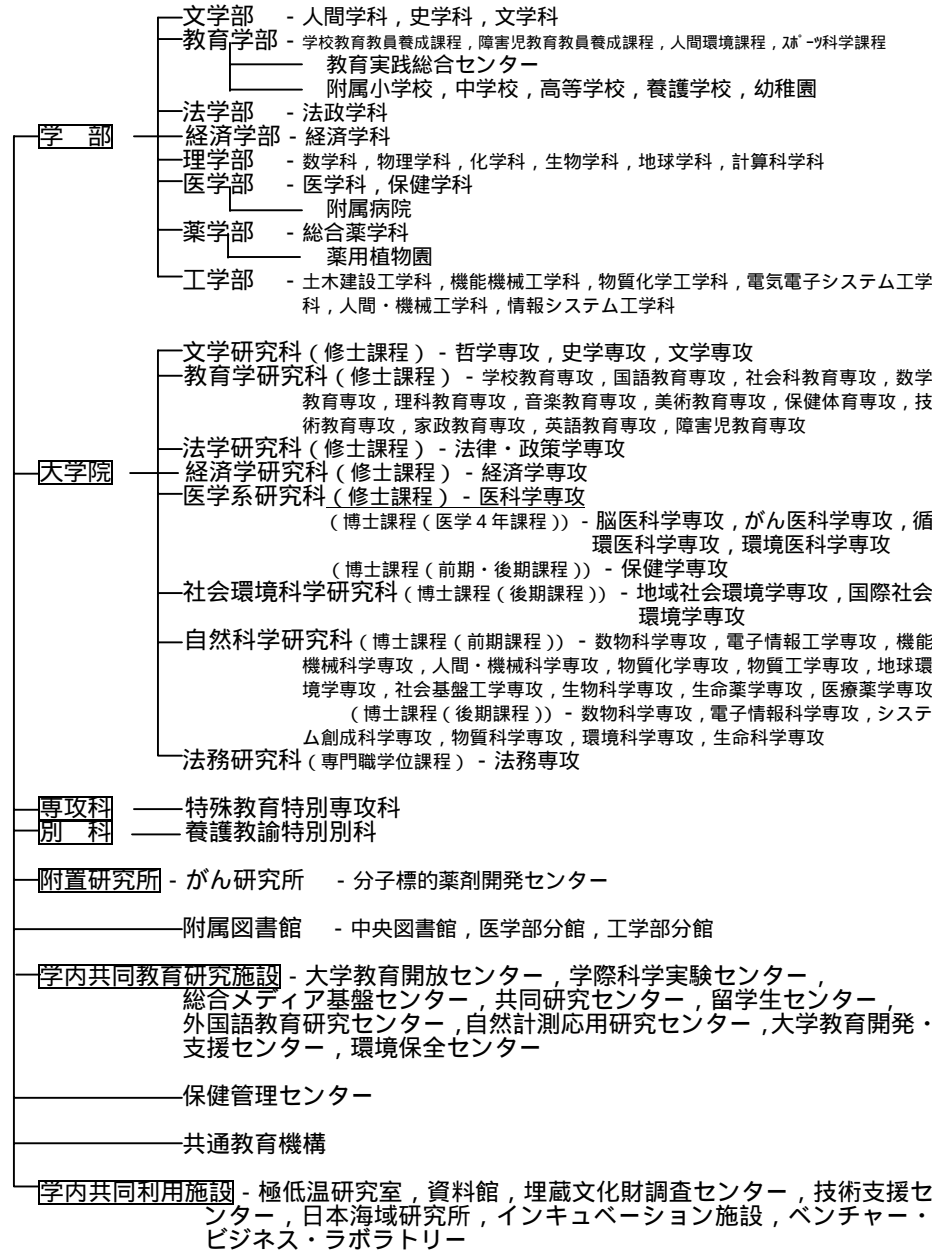 文学部 - 人間学科，史学科，文学科
教育学部 - 学校教育教員養成課程，障害児教育教員養成課程，人間環境課程，ｽﾎﾟｰﾂ科学課程
教育実践総合センター
附属小学校，中学校，高等学校，養護学校，幼稚園
法学部 - 法政学科
学　部
経済学部 - 経済学科
理学部 - 数学科，物理学科，化学科，生物学科，地球学科，計算科学科
医学部 - 医学科，保健学科
附属病院
薬学部 - 総合薬学科
薬用植物園
工学部 - 土木建設工学科，機能機械工学科，物質化学工学科，電気電子システム工学
科，人間・機械工学科，情報システム工学科
文学研究科（修士課程）- 哲学専攻，史学専攻，文学専攻
教育学研究科（修士課程）- 学校教育専攻，国語教育専攻，社会科教育専攻，数学
教育専攻，理科教育専攻，音楽教育専攻，美術教育専攻，保健体育専攻，技
術教育専攻，家政教育専攻，英語教育専攻，障害児教育専攻
法学研究科（修士課程）- 法律・政策学専攻
大学院
経済学研究科（修士課程）- 経済学専攻
医学系研究科（修士課程）- 医科学専攻
（博士課程（医学４年課程））- 脳医科学専攻，がん医科学専攻，循
環医科学専攻，環境医科学専攻
（博士課程（前期・後期課程））- 保健学専攻
社会環境科学研究科（博士課程（後期課程））- 地域社会環境学専攻，国際社会
環境学専攻
自然科学研究科（博士課程（前期課程））- 数物科学専攻，電子情報工学専攻，機能
機械科学専攻，人間・機械科学専攻，物質化学専攻，物質工学専攻，地球環
境学専攻，社会基盤工学専攻，生物科学専攻，生命薬学専攻，医療薬学専攻
（博士課程（後期課程））- 数物科学専攻，電子情報科学専攻，システ
ム創成科学専攻，物質科学専攻，環境科学専攻，生命科学専攻
法務研究科（専門職学位課程）- 法務専攻
専攻科 特殊教育特別専攻科
別　科 養護教諭特別別科
附置研究所 - がん研究所 - 分子標的薬剤開発センター
附属図書館 - 中央図書館，医学部分館，工学部分館
学内共同教育研究施設 - 大学教育開放センター，学際科学実験センター，
総合メディア基盤センター，共同研究センター，留学生センター，
外国語教育研究センター，自然計測応用研究センター，大学教育開発・
支援センター，環境保全センター
保健管理センター
共通教育機構
学内共同利用施設 - 極低温研究室，資料館，埋蔵文化財調査センター，技術支援セ
ンター，日本海域研究所，インキュベーション施設，ベンチャー・
ビジネス・ラボラトリー